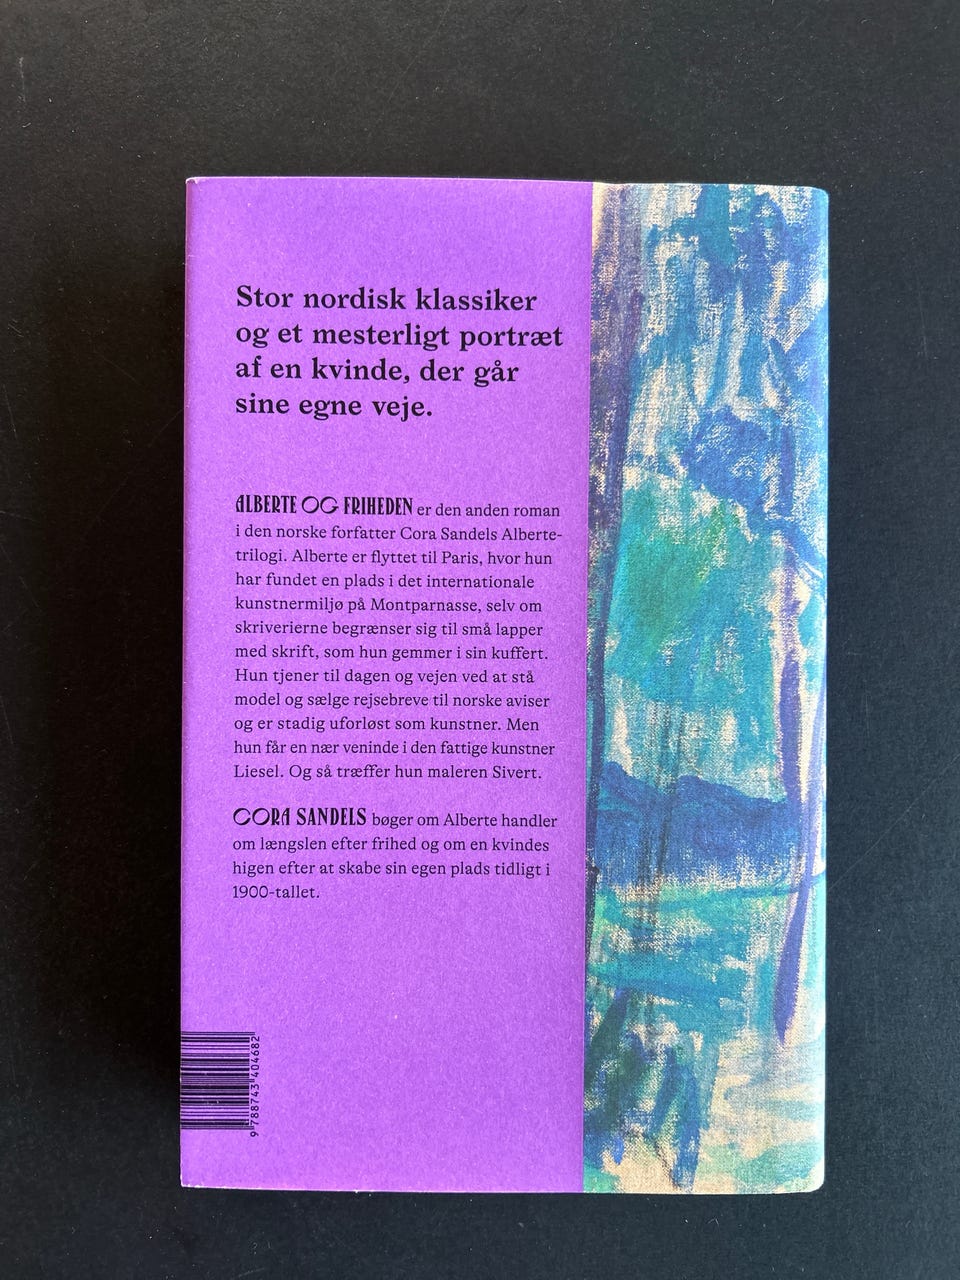 Stor nordisk klassiker
og et mesterligt portræt
af en kvinde, der går
sine egne veje.
ALBERTE OG FRIHEDEN er den anden roman
i den norske forfatter Cora Sandels Alberte-
trilogi. Alberte er flyttet til Paris, hvor hun
har fundet en plads i det internationale
kunstnermiljø på Montparnasse, selv om
skriverierne begrænser sig til små lapper
med skrift, som hun gemmer i sin kuffert.
Hun tjener til dagen og vejen ved at stå
model og sælge rejsebreve til norske aviser
og er stadig uforløst som kunstner. Men
hun får en nær veninde i den fattige kunstner
Liesel. Og så træffer hun maleren Sivert.
CORA SANDELS bøger om Alberte handler
om længslen efter frihed og om en kvindes
higen efter at skabe sin egen plads tidligt i
1900-tallet.
9 788743 404682